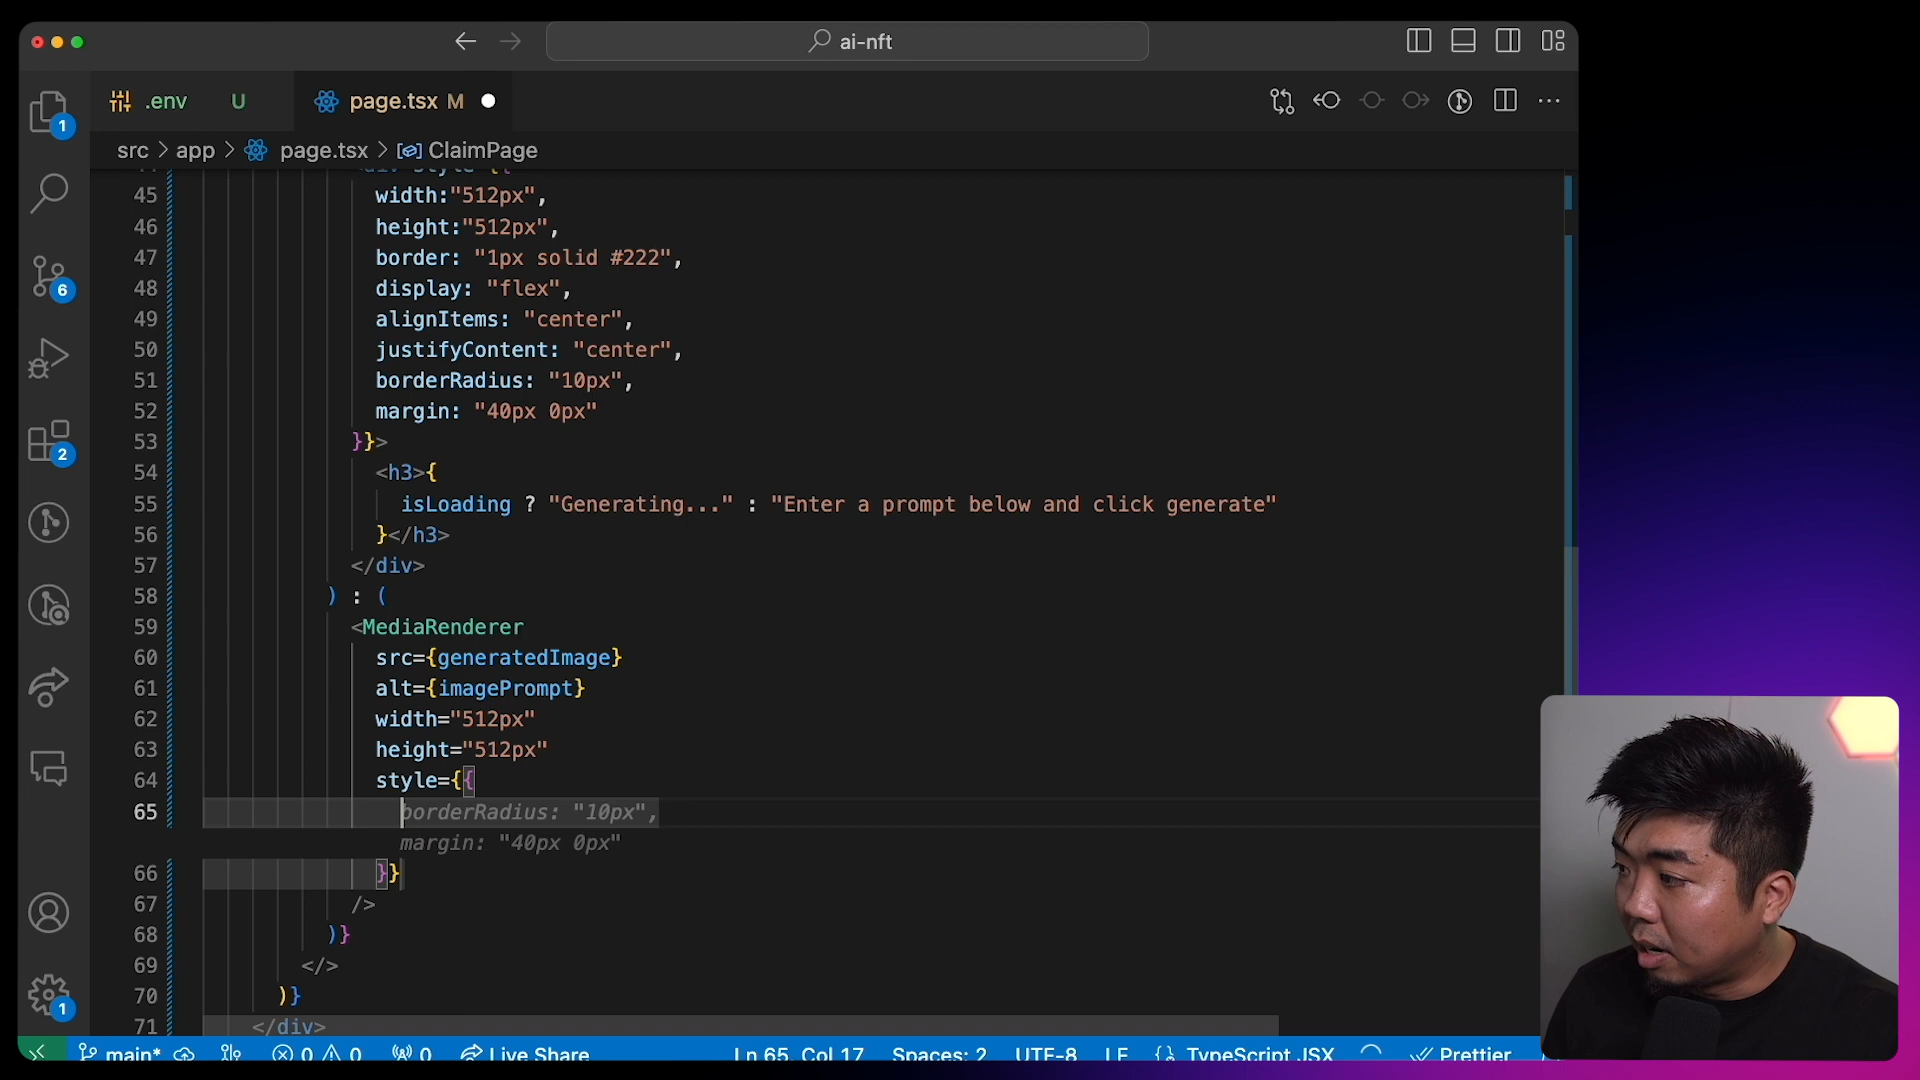 ai-nft
.env U page.tsx M
src > app > page.tsx > ClaimPage
45 width:"512px",
46 height:"512px",
47 border: "1px solid #222",
48 display: "flex",
49 alignItems: "center",
50 justifyContent: "center",
51 borderRadius: "10px",
52 margin: "40px 0px"
53 }}>
54 <h3>{
55 isLoading ? "Generating..." : "Enter a prompt below and click generate"
56 }</h3>
57 </div>
58 ) : (
59 <MediaRenderer
60 src={generatedImage}
61 alt={imagePrompt}
62 width="512px"
63 height="512px"
64 style={{
65 borderRadius: "10px",
margin: "40px 0px"
66 }}
67 />
68 )}
69 </>
70 )}
71 </div>
1
6
2
1
main* 0 0 0 Live Share Ln 65, Col 17 Spaces: 2 UTF-8 LF {} TypeScript JSX Prettier